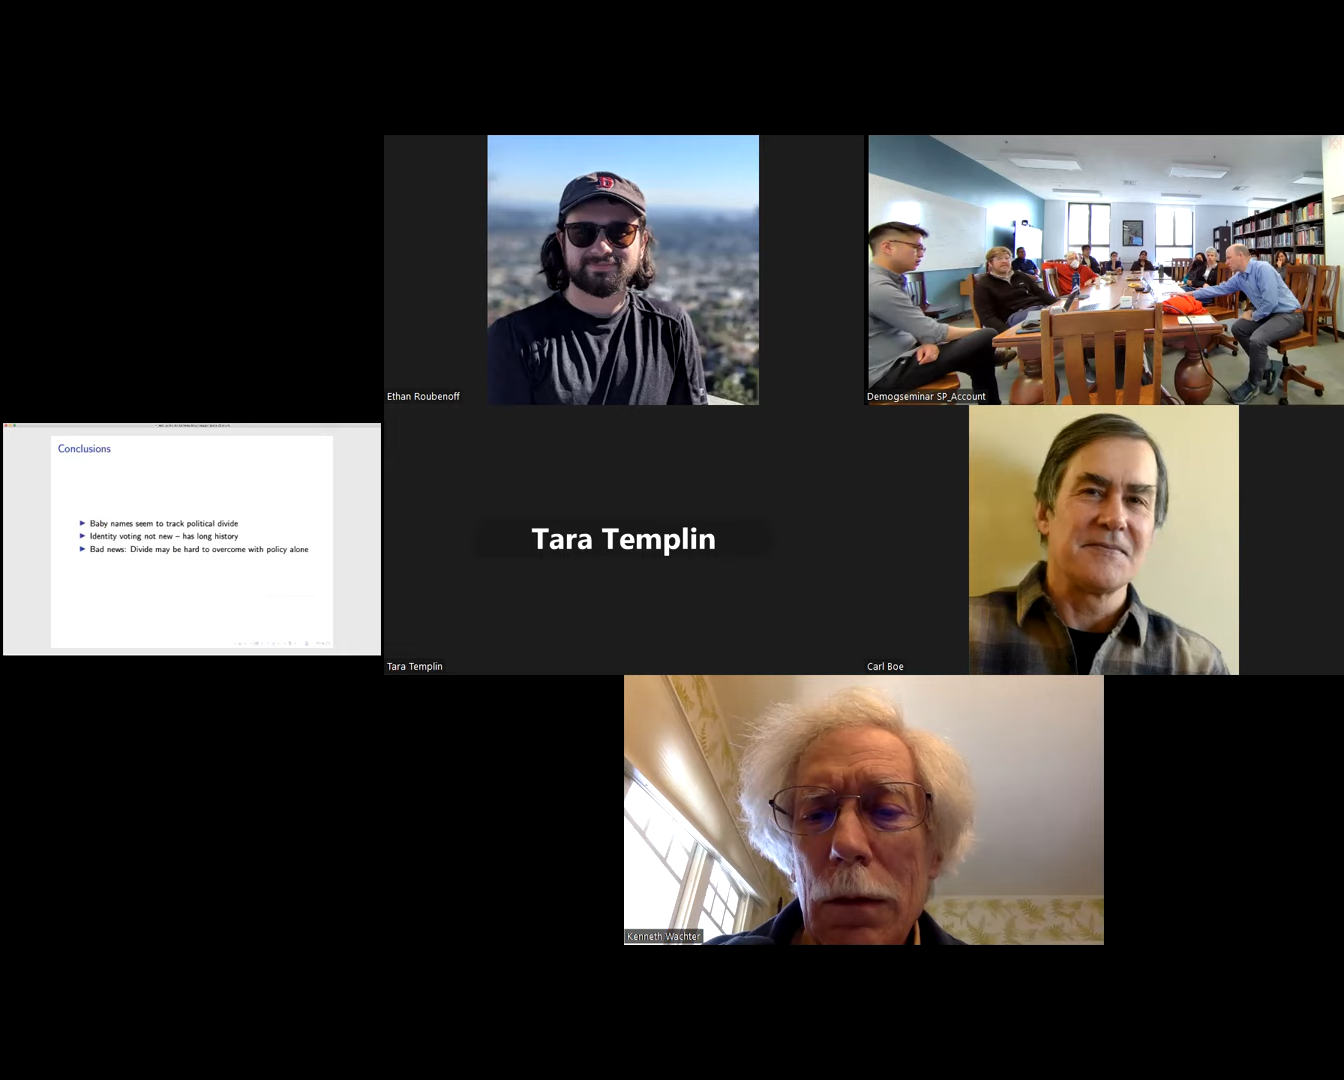 Conclusions
Baby names seem to track political divide
Identity voting not new – has long history
Bad news: Divide may be hard to overcome with policy alone
Ethan Roubenoff
Demogseminar SP_Account
Tara Templin
Tara Templin
Carl Boe
Kenneth Wachter